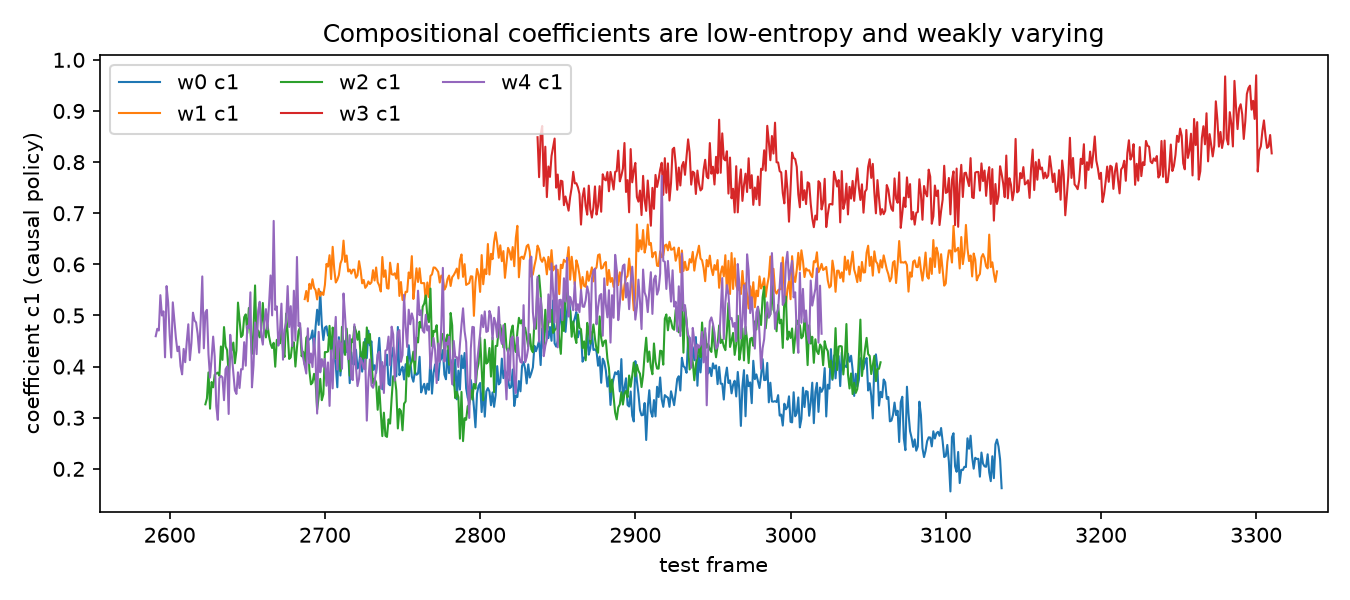 Compositional coefficients are low-entropy and weakly varying
1.0
0.9
0.8
0.7
0.6
0.5
0.4
0.3
0.2
coefficient c1 (causal policy)
w0 c1
w1 c1
w2 c1
w3 c1
w4 c1
2600
2700
2800
2900
3000
3100
3200
3300
test frame